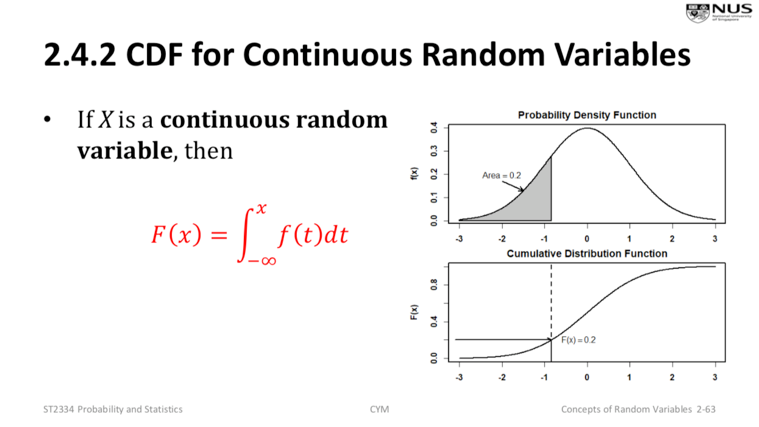 NUS
National University
of Singapore
2.4.2 CDF for Continuous Random Variables
• If X is a continuous random
variable, then
F(x) = ∫_{−∞}^{x} f(t)dt
Probability Density Function
f(x)
0.4
0.3
0.2
0.1
0.0
Area = 0.2
-3 -2 -1 0 1 2 3
Cumulative Distribution Function
F(x)
0.8
0.4
0.0
F(x) = 0.2
-3 -2 -1 0 1 2 3
ST2334 Probability and Statistics
CYM
Concepts of Random Variables 2-63